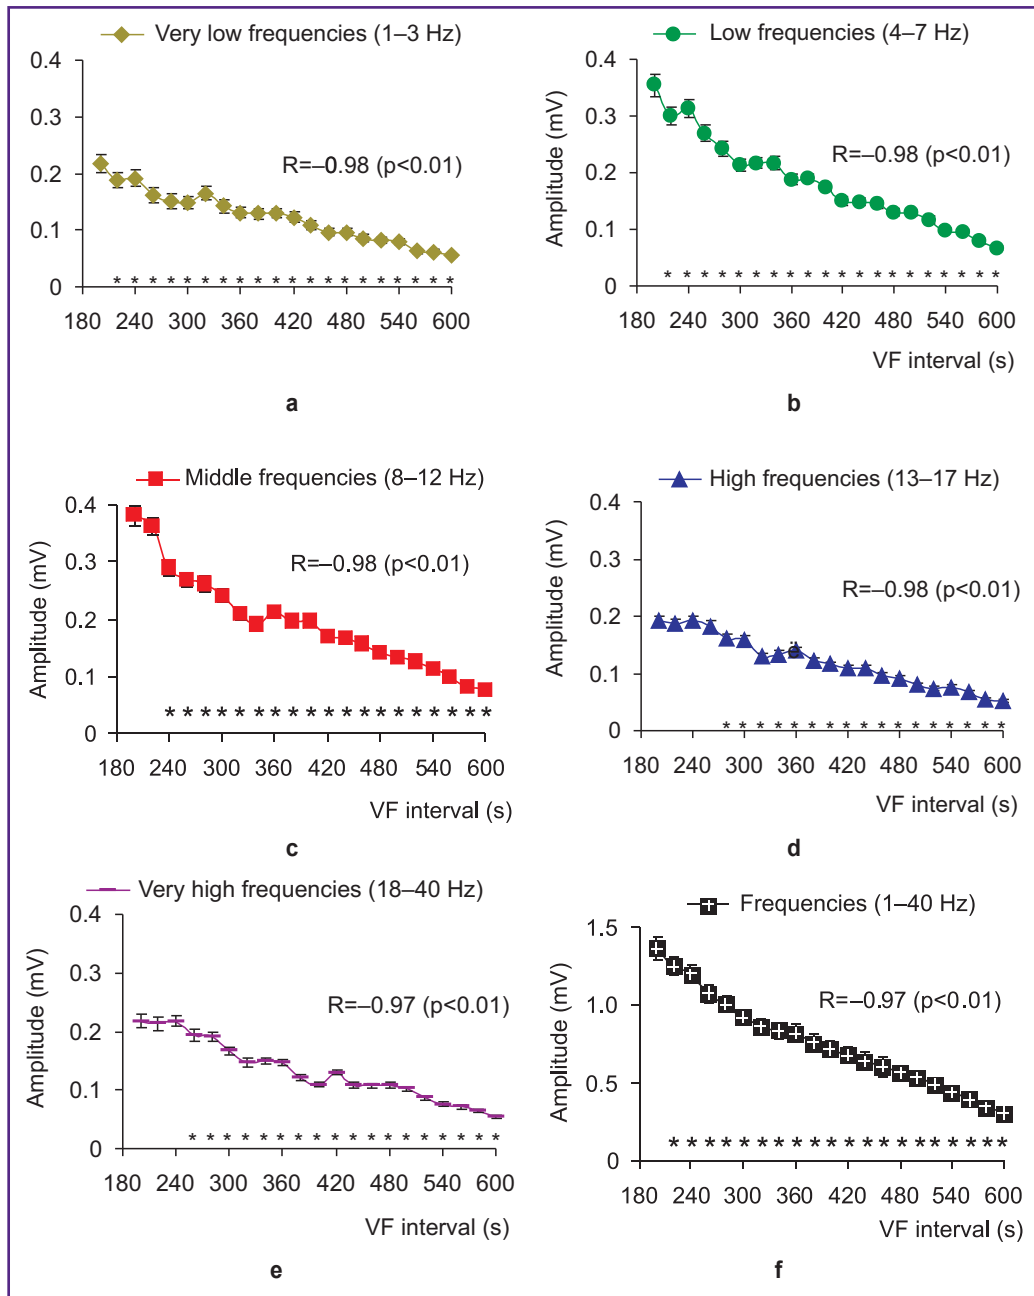 Very low frequencies (1–3 Hz)
0.4
0.3
0.2
0.1
0
R=–0.98 (p<0.01)
* * * * * * * * * * * * * * * * * * * *
180 240 300 360 420 480 540 600
VF interval (s)
a
Low frequencies (4–7 Hz)
Amplitude (mV)
0.4
0.3
0.2
0.1
0
R=–0.98 (p<0.01)
* * * * * * * * * * * * * * * * * * * *
180 240 300 360 420 480 540 600
VF interval (s)
b
Middle frequencies (8–12 Hz)
Amplitude (mV)
0.4
0.3
0.2
0.1
0
R=–0.98 (p<0.01)
* * * * * * * * * * * * * * * * * * *
180 240 300 360 420 480 540 600
VF interval (s)
c
High frequencies (13–17 Hz)
Amplitude (mV)
0.4
0.3
0.2
0.1
0
R=–0.98 (p<0.01)
* * * * * * * * * * * * * * * * *
180 240 300 360 420 480 540 600
VF interval (s)
d
Very high frequencies (18–40 Hz)
Amplitude (mV)
0.4
0.3
0.2
0.1
0
R=–0.97 (p<0.01)
* * * * * * * * * * * * * * * * * *
180 240 300 360 420 480 540 600
VF interval (s)
e
Frequencies (1–40 Hz)
Amplitude (mV)
1.5
1.0
0.5
0
R=–0.97 (p<0.01)
* * * * * * * * * * * * * * * * * * * *
180 240 300 360 420 480 540 600
VF interval (s)
f